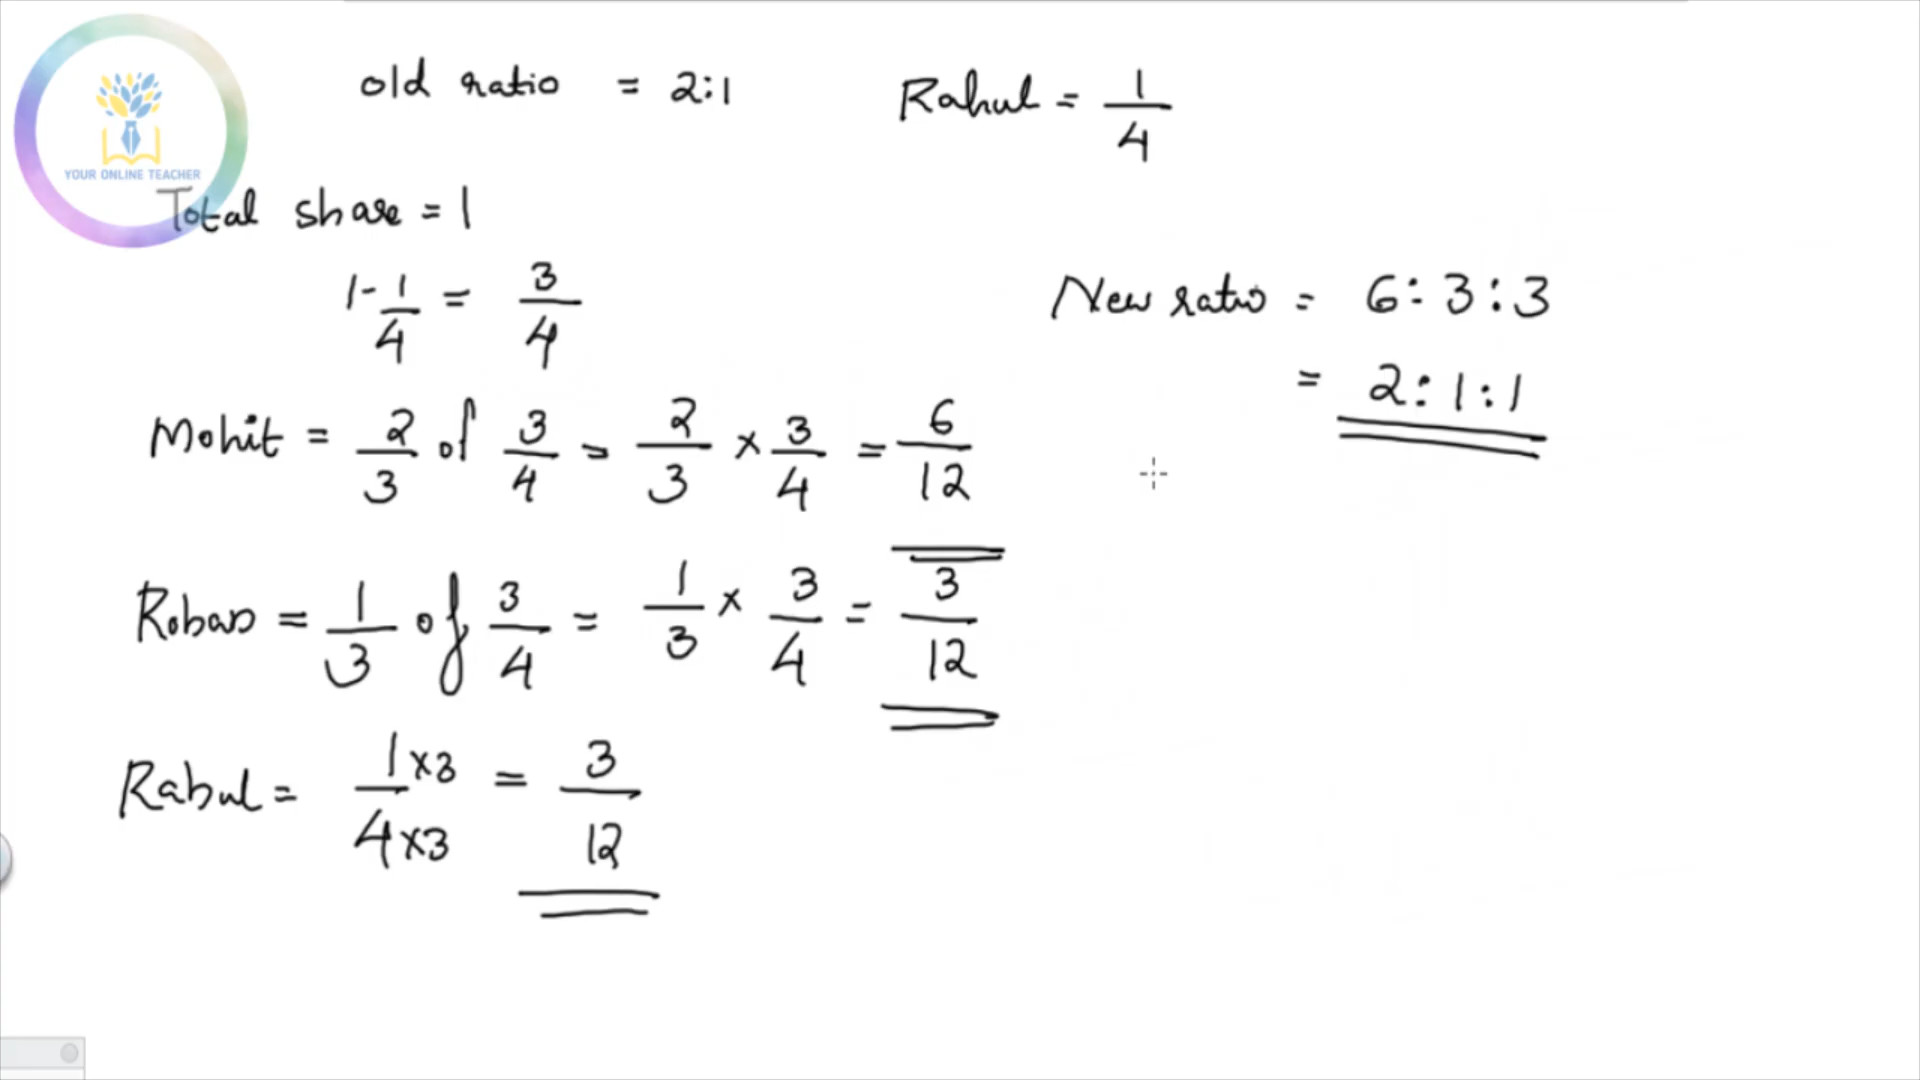 YOUR ONLINE TEACHER
old ratio = 2:1
Rahul = 1/4
Total share = 1
1 - 1/4 = 3/4
New ratio = 6:3:3
= 2:1:1
Mohit = 2/3 of 3/4 = 2/3 × 3/4 = 6/12
Roban = 1/3 of 3/4 = 1/3 × 3/4 = 3/12
Rahul = 1×3/4×3 = 3/12